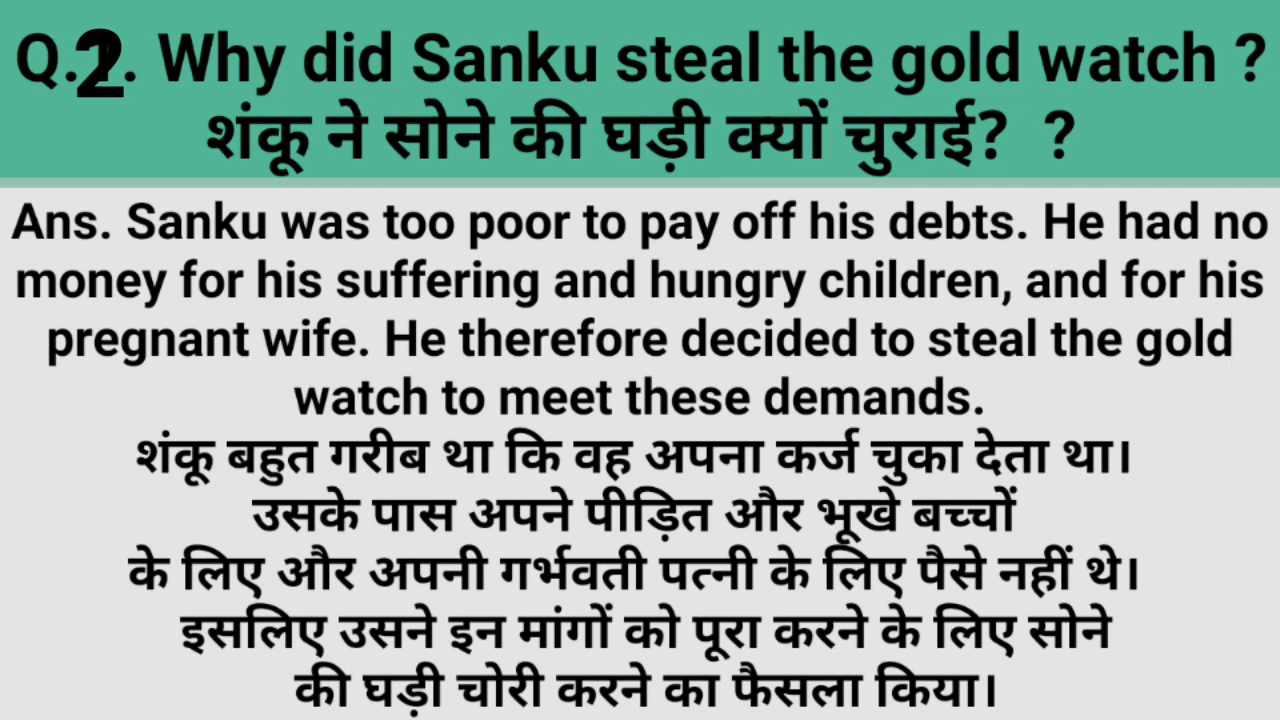 Q.2. Why did Sanku steal the gold watch ?
शंकू ने सोने की घड़ी क्यों चुराई? ?
Ans. Sanku was too poor to pay off his debts. He had no
money for his suffering and hungry children, and for his
pregnant wife. He therefore decided to steal the gold
watch to meet these demands.
शंकू बहुत गरीब था कि वह अपना कर्ज चुका देता था।
उसके पास अपने पीड़ित और भूखे बच्चों
के लिए और अपनी गर्भवती पत्नी के लिए पैसे नहीं थे।
इसलिए उसने इन मांगों को पूरा करने के लिए सोने
की घड़ी चोरी करने का फैसला किया।